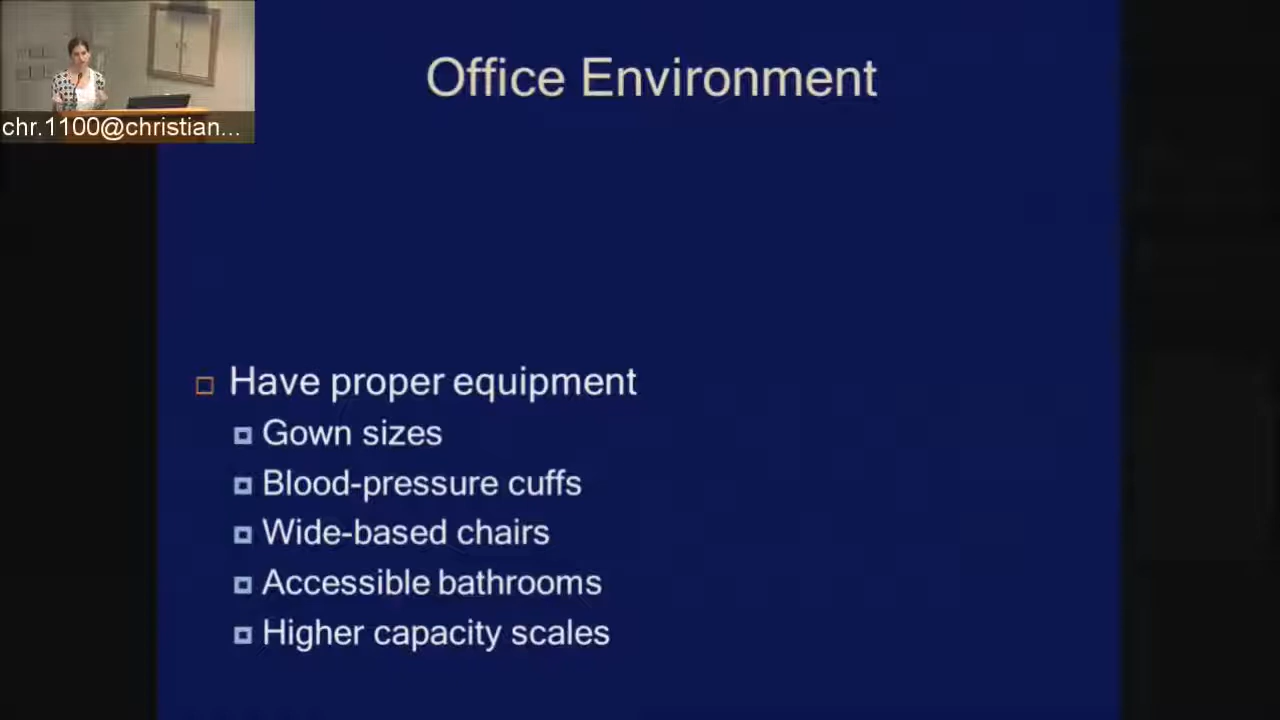 Office Environment
chr.1100@christian...
Have proper equipment
Gown sizes
Blood-pressure cuffs
Wide-based chairs
Accessible bathrooms
Higher capacity scales